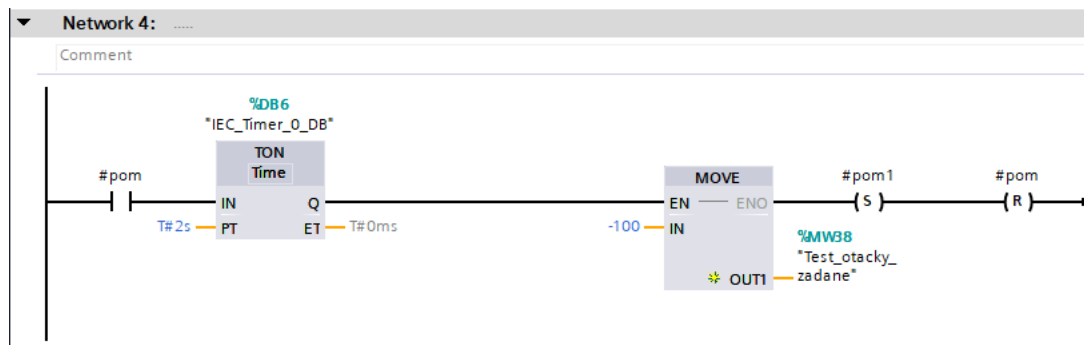 Network 4: .....
Comment
%DB6
"IEC_Timer_0_DB"
TON
Time
#pom
IN
Q
T#2s
PT
ET
T#0ms
MOVE
EN
ENO
-100
IN
OUT1
%MW38
"Test_otacky_
zadane"
#pom1
S
#pom
R